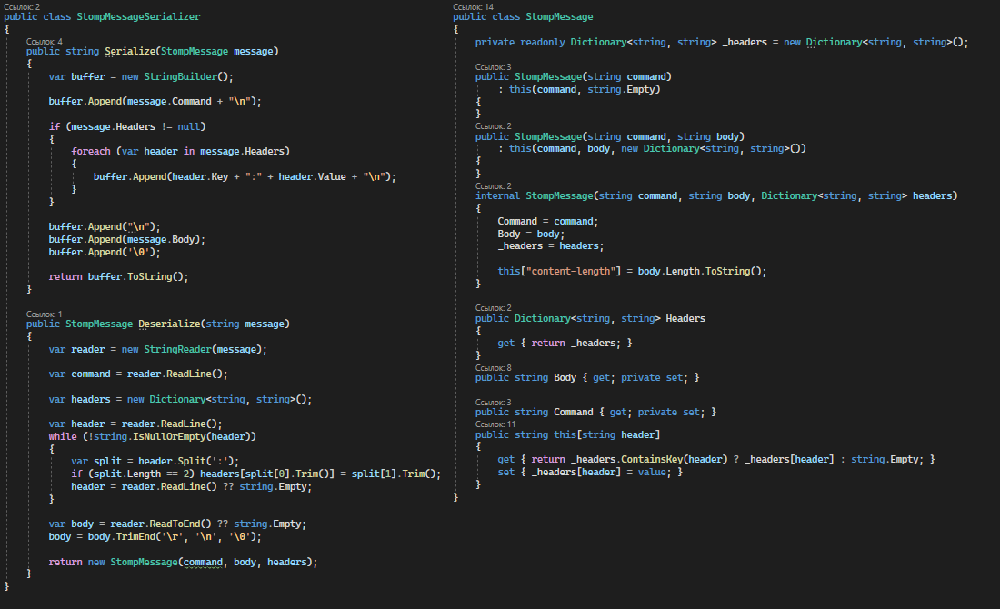 Ссылок: 2
public class StompMessageSerializer
{
Ссылок: 4
public string Serialize(StompMessage message)
{
var buffer = new StringBuilder();
buffer.Append(message.Command + "\n");
if (message.Headers != null)
{
foreach (var header in message.Headers)
{
buffer.Append(header.Key + ":" + header.Value + "\n");
}
}
buffer.Append("\n");
buffer.Append(message.Body);
buffer.Append('\0');
return buffer.ToString();
}
Ссылок: 1
public StompMessage Deserialize(string message)
{
var reader = new StringReader(message);
var command = reader.ReadLine();
var headers = new Dictionary<string, string>();
var header = reader.ReadLine();
while (!string.IsNullOrEmpty(header))
{
var split = header.Split(':');
if (split.Length == 2) headers[split[0].Trim()] = split[1].Trim();
header = reader.ReadLine() ?? string.Empty;
}
var body = reader.ReadToEnd() ?? string.Empty;
body = body.TrimEnd('\r', '\n', '\0');
return new StompMessage(command, body, headers);
}
}
Ссылок: 14
public class StompMessage
{
private readonly Dictionary<string, string> _headers = new Dictionary<string, string>();
Ссылок: 3
public StompMessage(string command)
: this(command, string.Empty)
{
}
Ссылок: 2
public StompMessage(string command, string body)
: this(command, body, new Dictionary<string, string>())
{
}
Ссылок: 2
internal StompMessage(string command, string body, Dictionary<string, string> headers)
{
Command = command;
Body = body;
_headers = headers;
this["content-length"] = body.Length.ToString();
}
Ссылок: 2
public Dictionary<string, string> Headers
{
get { return _headers; }
}
Ссылок: 8
public string Body { get; private set; }
Ссылок: 3
public string Command { get; private set; }
Ссылок: 11
public string this[string header]
{
get { return _headers.ContainsKey(header) ? _headers[header] : string.Empty; }
set { _headers[header] = value; }
}
}